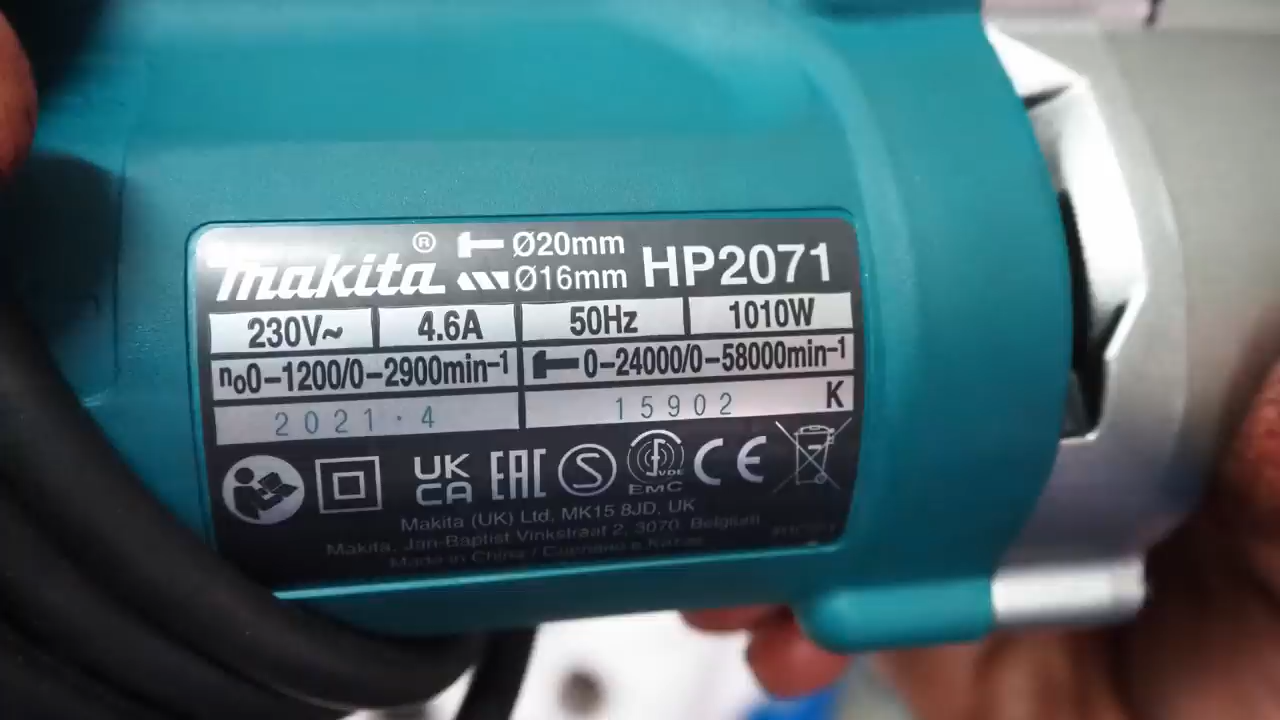 makita® Ø20mm HP2071
Ø16mm
230V~ 4.6A 50Hz 1010W
n₀0-1200/0-2900min⁻¹ 0-24000/0-58000min⁻¹
2021·4 15902 K
UK CA EAC S VDE EMC CE
Makita (UK) Ltd, MK15 8JD, UK
Makita, Jan-Baptist Vinkstraat 2, 3070, Belgium
Made in China / Сделано в Китае